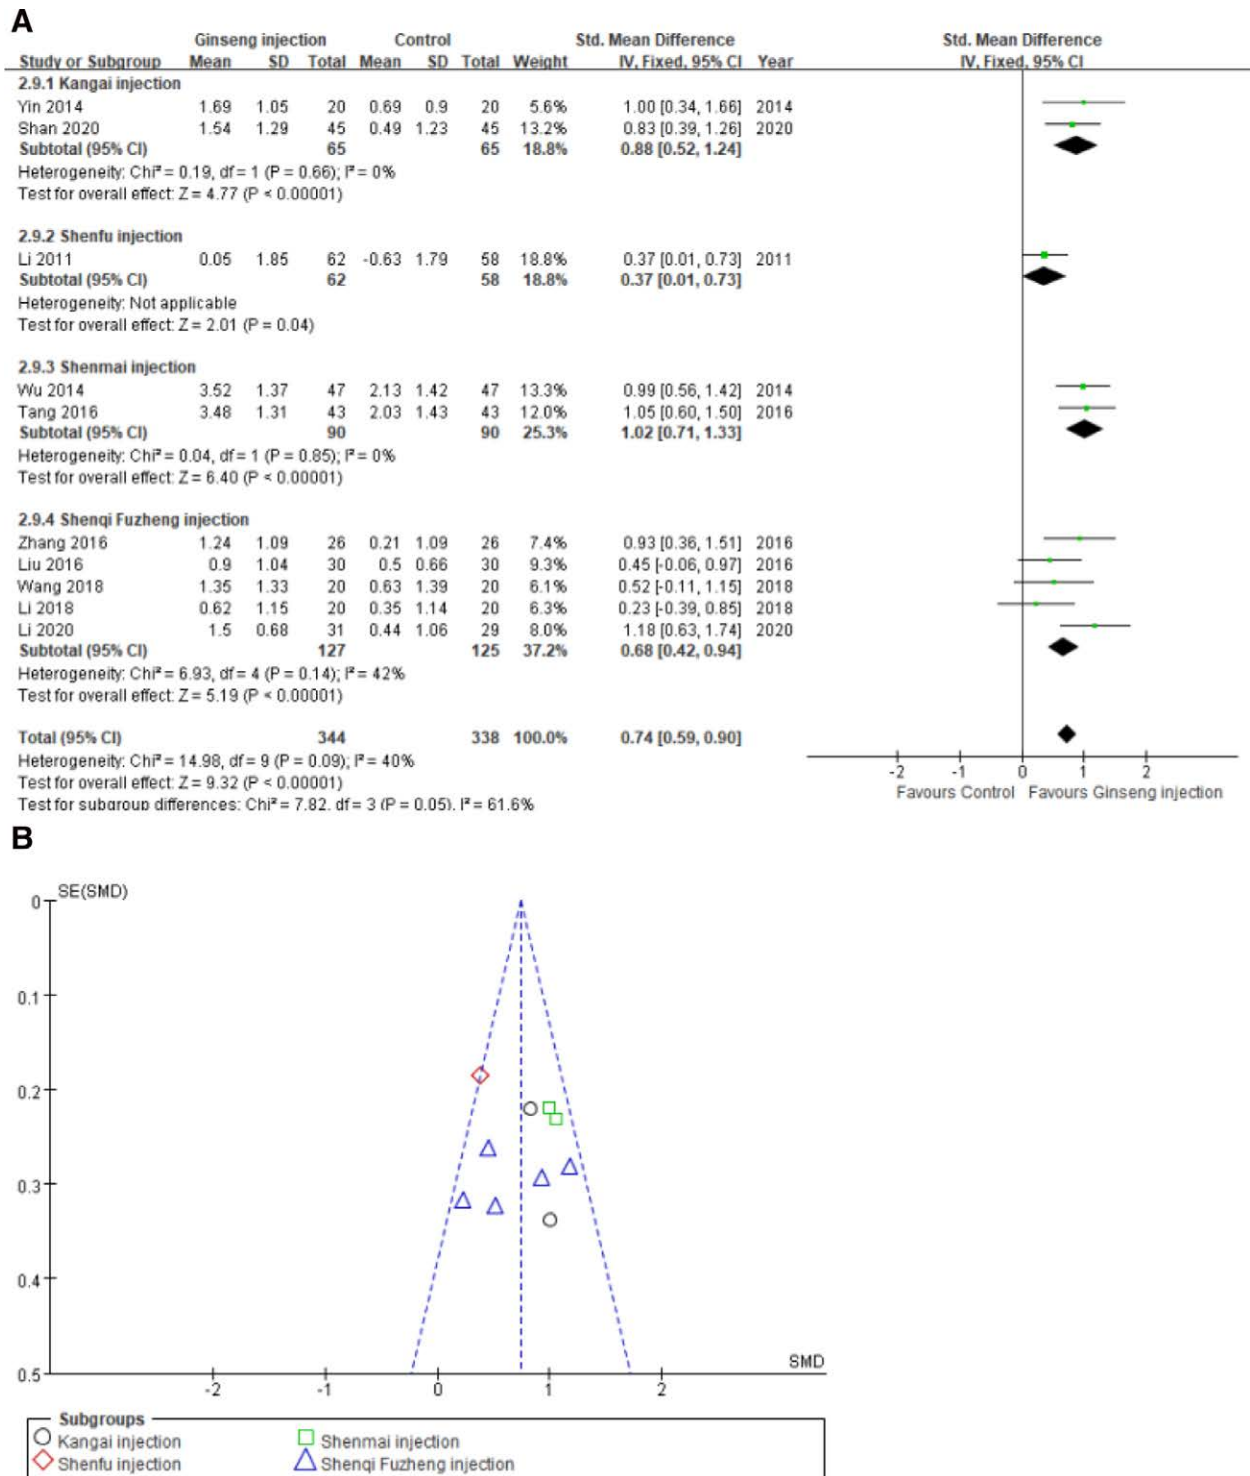 A
Ginseng injection Control Std. Mean Difference Std. Mean Difference
Study or Subgroup Mean SD Total Mean SD Total Weight IV, Fixed, 95% CI Year IV, Fixed, 95% CI
2.9.1 Kangai injection
Yin 2014 1.69 1.05 20 0.69 0.9 20 5.6% 1.00 [0.34, 1.66] 2014
Shan 2020 1.54 1.29 45 0.49 1.23 45 13.2% 0.83 [0.39, 1.26] 2020
Subtotal (95% CI) 65 65 18.8% 0.88 [0.52, 1.24]
Heterogeneity: Chi² = 0.19, df = 1 (P = 0.66); I² = 0%
Test for overall effect: Z = 4.77 (P < 0.00001)
2.9.2 Shenfu injection
Li 2011 0.05 1.85 62 -0.63 1.79 58 18.8% 0.37 [0.01, 0.73] 2011
Subtotal (95% CI) 62 58 18.8% 0.37 [0.01, 0.73]
Heterogeneity: Not applicable
Test for overall effect: Z = 2.01 (P = 0.04)
2.9.3 Shenmai injection
Wu 2014 3.52 1.37 47 2.13 1.42 47 13.3% 0.99 [0.56, 1.42] 2014
Tang 2016 3.48 1.31 43 2.03 1.43 43 12.0% 1.05 [0.60, 1.50] 2016
Subtotal (95% CI) 90 90 25.3% 1.02 [0.71, 1.33]
Heterogeneity: Chi² = 0.04, df = 1 (P = 0.85); I² = 0%
Test for overall effect: Z = 6.40 (P < 0.00001)
2.9.4 Shenqi Fuzheng injection
Zhang 2016 1.24 1.09 26 0.21 1.09 26 7.4% 0.93 [0.36, 1.51] 2016
Liu 2016 0.9 1.04 30 0.5 0.66 30 9.3% 0.45 [-0.06, 0.97] 2016
Wang 2018 1.35 1.33 20 0.63 1.39 20 6.1% 0.52 [-0.11, 1.15] 2018
Li 2018 0.62 1.15 20 0.35 1.14 20 6.3% 0.23 [-0.39, 0.85] 2018
Li 2020 1.5 0.68 31 0.44 1.06 29 8.0% 1.18 [0.63, 1.74] 2020
Subtotal (95% CI) 127 125 37.2% 0.68 [0.42, 0.94]
Heterogeneity: Chi² = 6.93, df = 4 (P = 0.14); I² = 42%
Test for overall effect: Z = 5.19 (P < 0.00001)
Total (95% CI) 344 338 100.0% 0.74 [0.59, 0.90]
Heterogeneity: Chi² = 14.98, df = 9 (P = 0.09); I² = 40%
Test for overall effect: Z = 9.32 (P < 0.00001)
Test for subgroup differences: Chi² = 7.82. df = 3 (P = 0.05). I² = 61.6%
-2 -1 0 1 2
Favours Control Favours Ginseng injection
B
SE(SMD)
0
0.1
0.2
0.3
0.4
0.5
SMD
-2 -1 0 1 2
Subgroups
Kangai injection Shenmai injection
Shenfu injection Shenqi Fuzheng injection